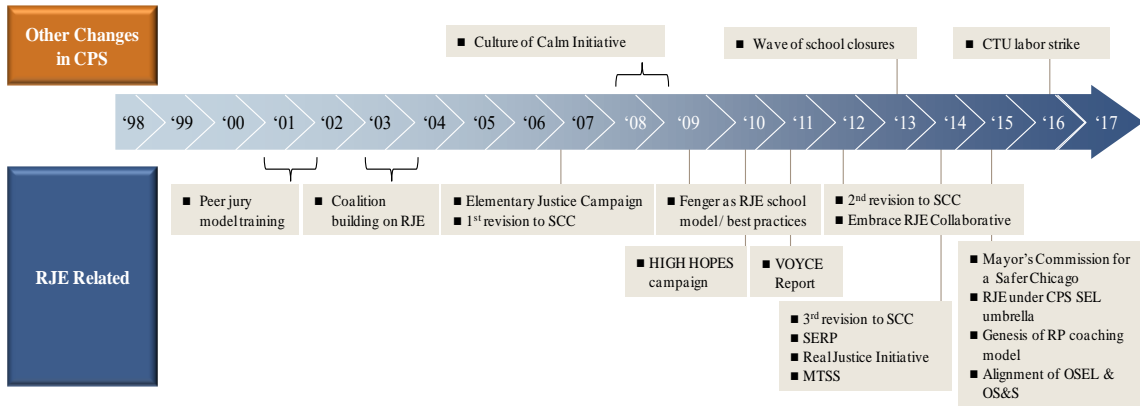 Other Changes
in CPS
■ Culture of Calm Initiative
■ Wave of school closures
■ CTU labor strike
‘98 ‘99 ‘00 ‘01 ‘02 ‘03 ‘04 ‘05 ‘06 ‘07 ‘08 ‘09 ‘10 ‘11 ‘12 ‘13 ‘14 ‘15 ‘16 ‘17
RJE Related
■ Peer jury
model training
■ Coalition
building on RJE
■ Elementary Justice Campaign
■ 1st revision to SCC
■ Fenger as RJE school
model / best practices
■ 2nd revision to SCC
■ Embrace RJE Collaborative
■ HIGH HOPES
campaign
■ VOYCE
Report
■ 3rd revision to SCC
■ SERP
■ Real Justice Initiative
■ MTSS
■ Mayor’s Commission for
a Safer Chicago
■ RJE under CPS SEL
umbrella
■ Genesis of RP coaching
model
■ Alignment of OSEL &
OS&S